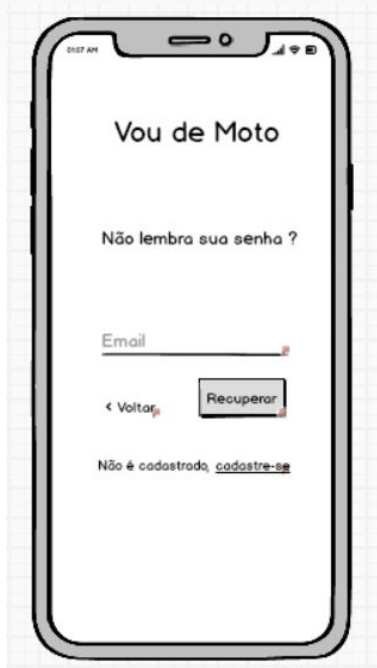 01:07 AM
Vou de Moto
Não lembra sua senha ?
Email
< Voltar
Recuperar
Não é cadastrado, cadastre-se